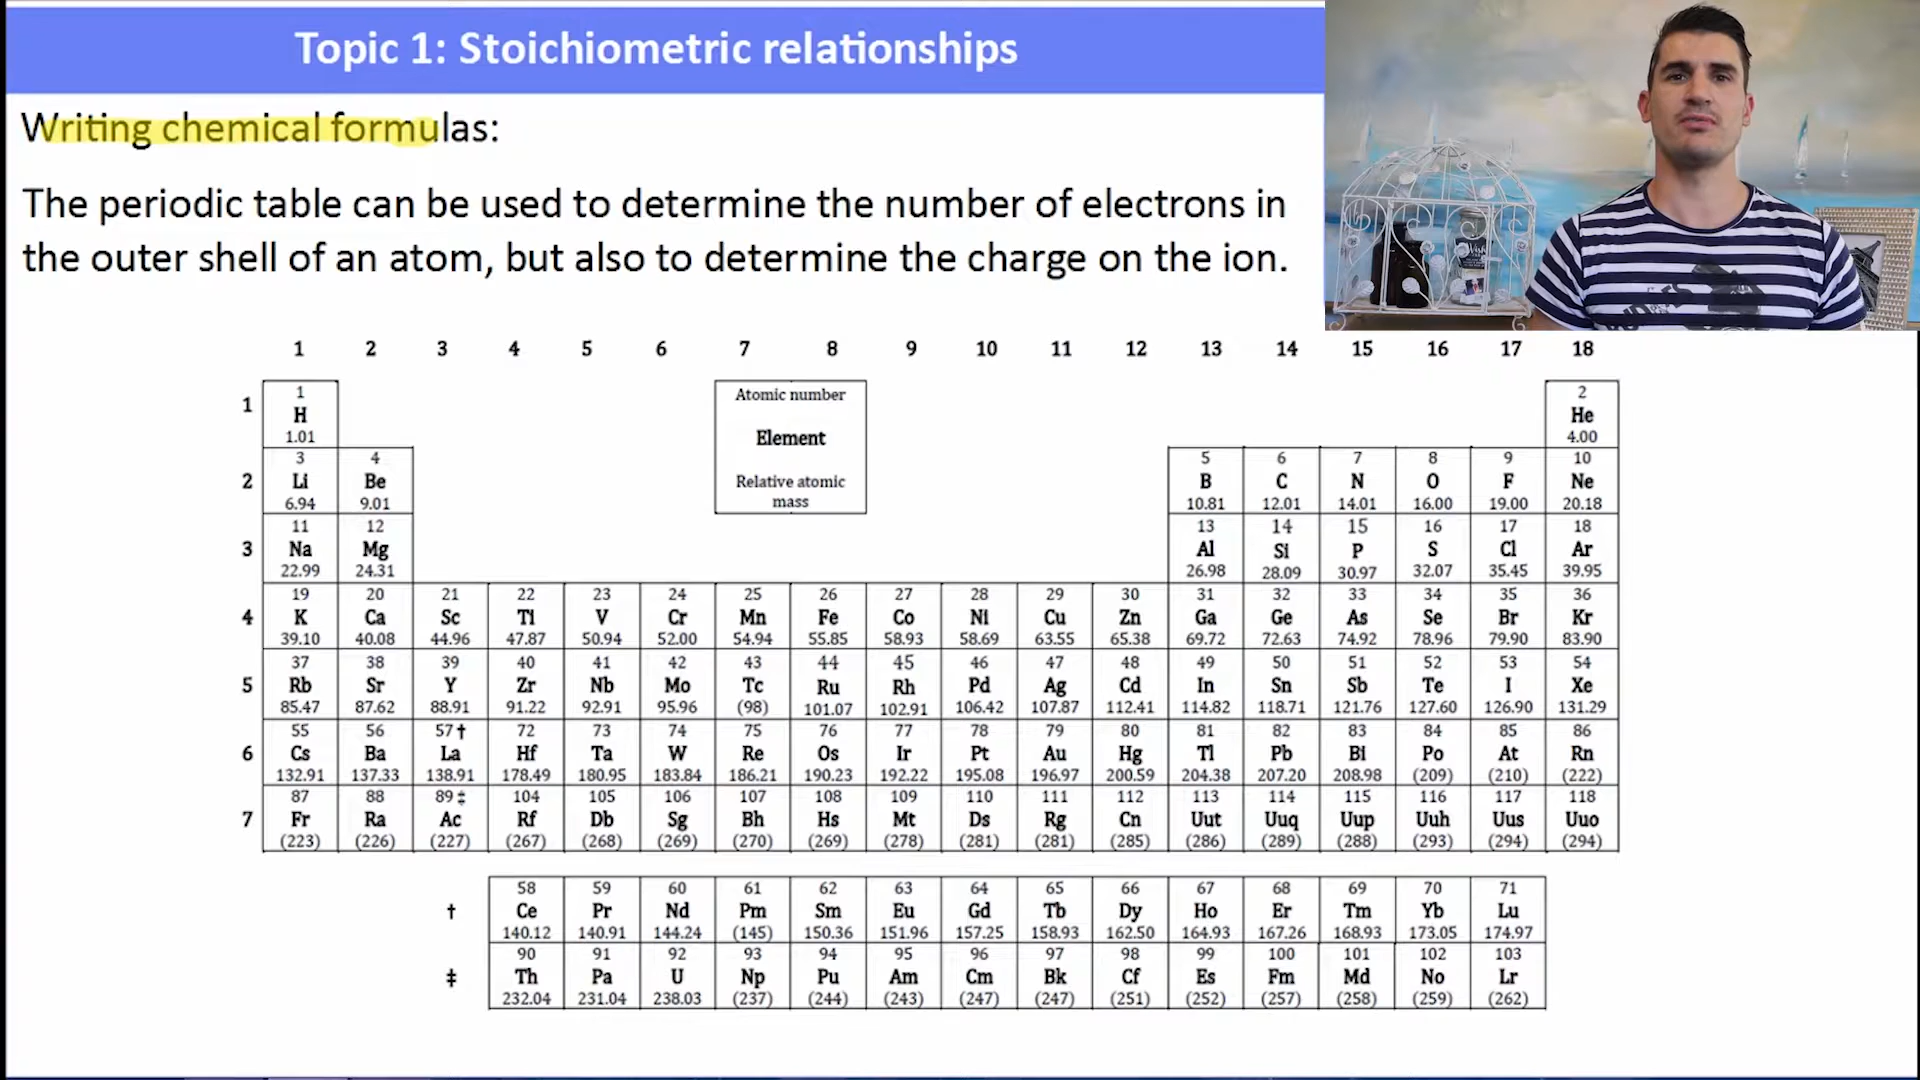 Topic 1: Stoichiometric relationships
Writing chemical formulas:
The periodic table can be used to determine the number of electrons in
the outer shell of an atom, but also to determine the charge on the ion.
1 2 3 4 5 6 7 8 9 10 11 12 13 14 15 16 17 18
1 2
Atomic number
1 H He
Element
1.01 4.00
3 4 5 6 7 8 9 10
2 Li Be B C N O F Ne
Relative atomic
mass
6.94 9.01 10.81 12.01 14.01 16.00 19.00 20.18
11 12 13 14 15 16 17 18
3 Na Mg Al Si P S Cl Ar
22.99 24.31 26.98 28.09 30.97 32.07 35.45 39.95
19 20 21 22 23 24 25 26 27 28 29 30 31 32 33 34 35 36
4 K Ca Sc Ti V Cr Mn Fe Co Ni Cu Zn Ga Ge As Se Br Kr
39.10 40.08 44.96 47.87 50.94 52.00 54.94 55.85 58.93 58.69 63.55 65.38 69.72 72.63 74.92 78.96 79.90 83.90
37 38 39 40 41 42 43 44 45 46 47 48 49 50 51 52 53 54
5 Rb Sr Y Zr Nb Mo Tc Ru Rh Pd Ag Cd In Sn Sb Te I Xe
85.47 87.62 88.91 91.22 92.91 95.96 (98) 101.07 102.91 106.42 107.87 112.41 114.82 118.71 121.76 127.60 126.90 131.29
55 56 57† 72 73 74 75 76 77 78 79 80 81 82 83 84 85 86
6 Cs Ba La Hf Ta W Re Os Ir Pt Au Hg Tl Pb Bi Po At Rn
132.91 137.33 138.91 178.49 180.95 183.84 186.21 190.23 192.22 195.08 196.97 200.59 204.38 207.20 208.98 (209) (210) (222)
87 88 89‡ 104 105 106 107 108 109 110 111 112 113 114 115 116 117 118
7 Fr Ra Ac Rf Db Sg Bh Hs Mt Ds Rg Cn Uut Uuq Uup Uuh Uus Uuo
(223) (226) (227) (267) (268) (269) (270) (269) (278) (281) (281) (285) (286) (289) (288) (293) (294) (294)
58 59 60 61 62 63 64 65 66 67 68 69 70 71
† Ce Pr Nd Pm Sm Eu Gd Tb Dy Ho Er Tm Yb Lu
140.12 140.91 144.24 (145) 150.36 151.96 157.25 158.93 162.50 164.93 167.26 168.93 173.05 174.97
90 91 92 93 94 95 96 97 98 99 100 101 102 103
‡ Th Pa U Np Pu Am Cm Bk Cf Es Fm Md No Lr
232.04 231.04 238.03 (237) (244) (243) (247) (247) (251) (252) (257) (258) (259) (262)